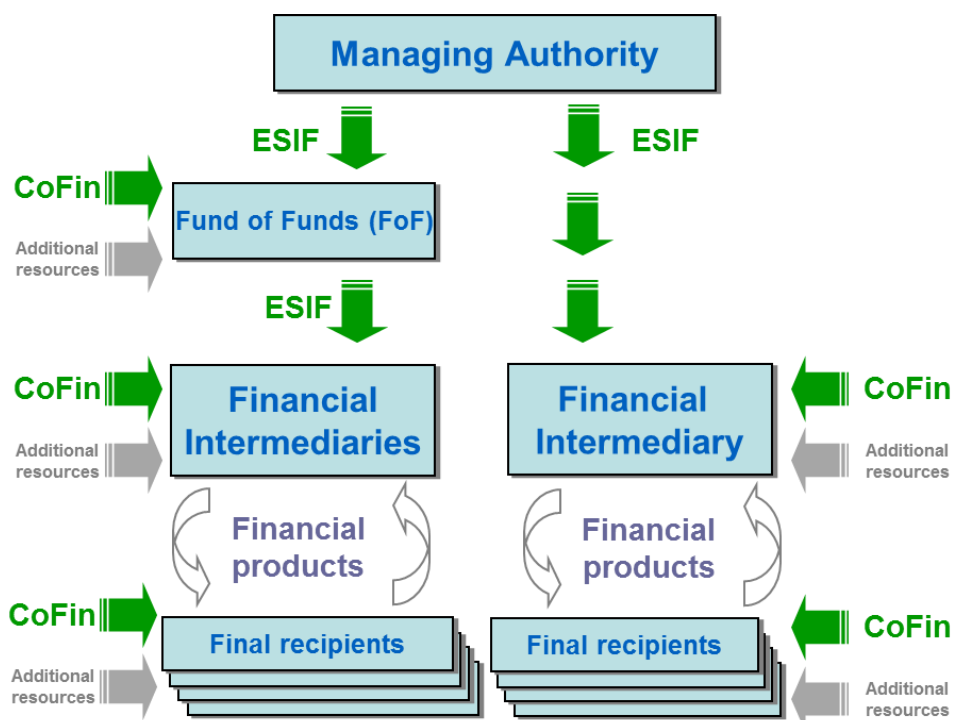 Managing Authority
ESIF
ESIF
CoFin
Fund of Funds (FoF)
Additional
resources
ESIF
CoFin
Financial
Intermediaries
Additional
resources
Financial
Intermediary
CoFin
Additional
resources
Financial
products
Financial
products
CoFin
Final recipients
Additional
resources
Final recipients
CoFin
Additional
resources